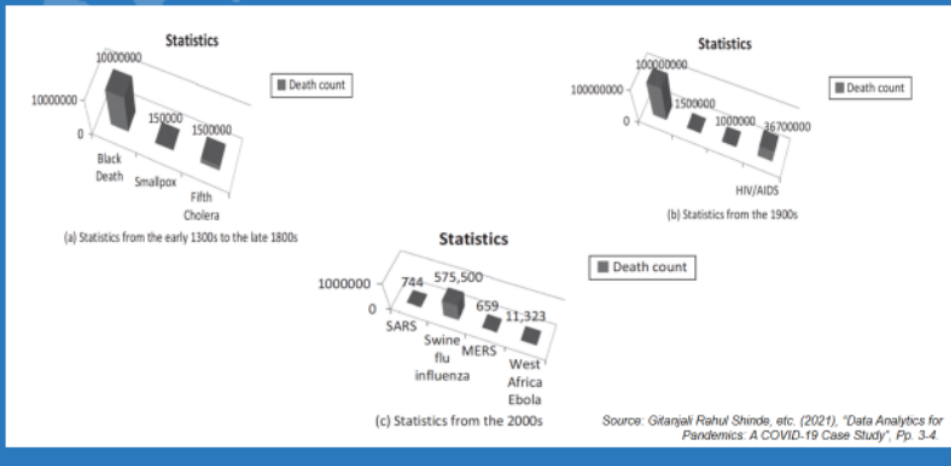 Statistics
10000000
Death count
10000000
150000
1500000
0
Black
Death
Smallpox
Fifth
Cholera
(a) Statistics from the early 1300s to the late 1800s
Statistics
100000000
Death count
100000000
1500000
1000000
36700000
0
HIV/AIDS
(b) Statistics from the 1900s
Statistics
Death count
1000000
744
575,500
659
11,323
0
SARS
Swine
flu
influenza
MERS
West
Africa
Ebola
(c) Statistics from the 2000s
Source: Gitanjali Rahul Shinde, etc. (2021), "Data Analytics for
Pandemics: A COVID-19 Case Study", Pp. 3-4.